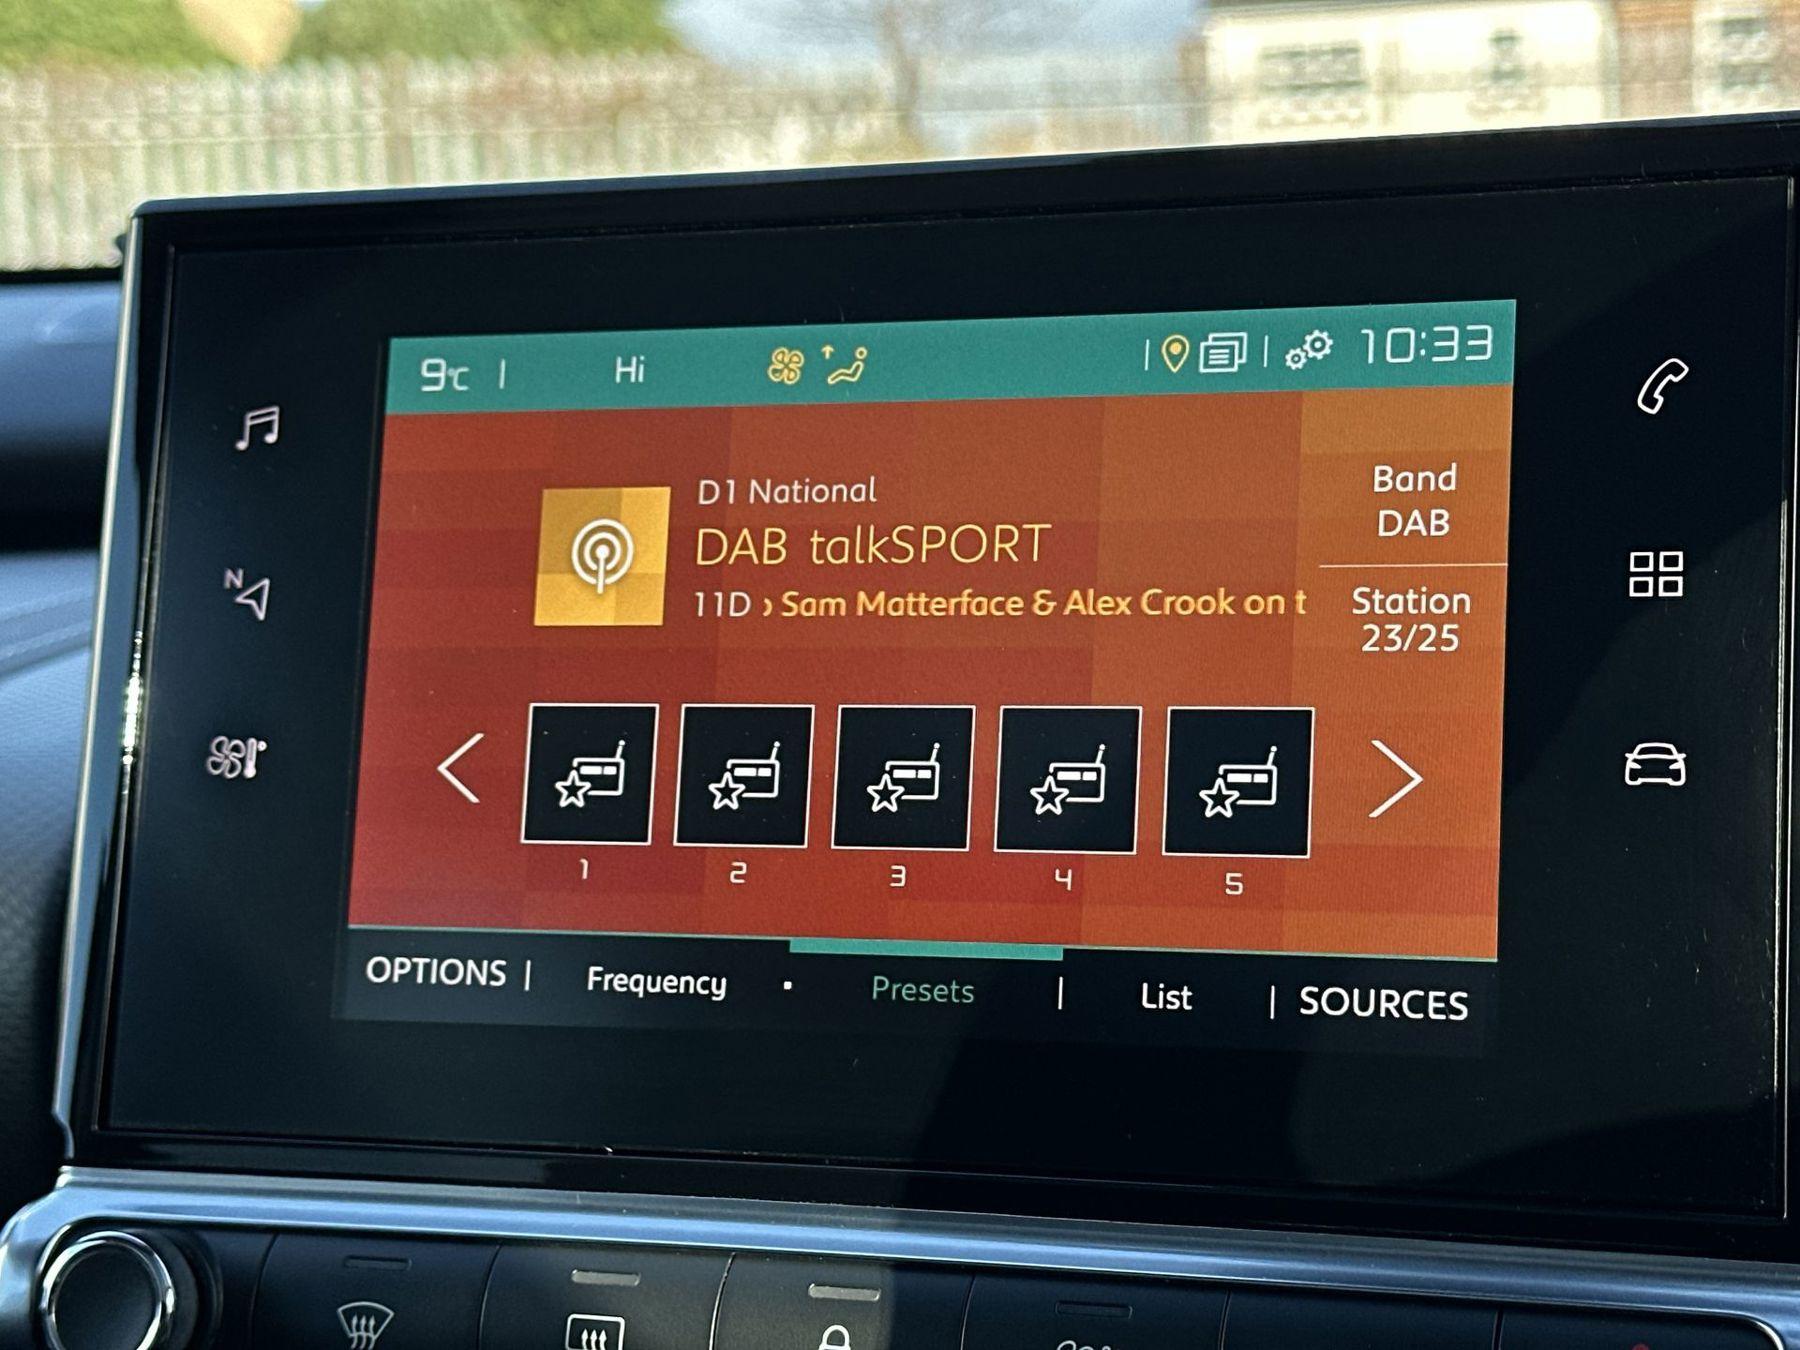 9°C | Hi | | 10:33
N
D1 National
DAB talkSPORT
11D › Sam Matterface & Alex Crook on t
Band
DAB
Station
23/25
1 2 3 4 5
OPTIONS | Frequency · Presets | List | SOURCES